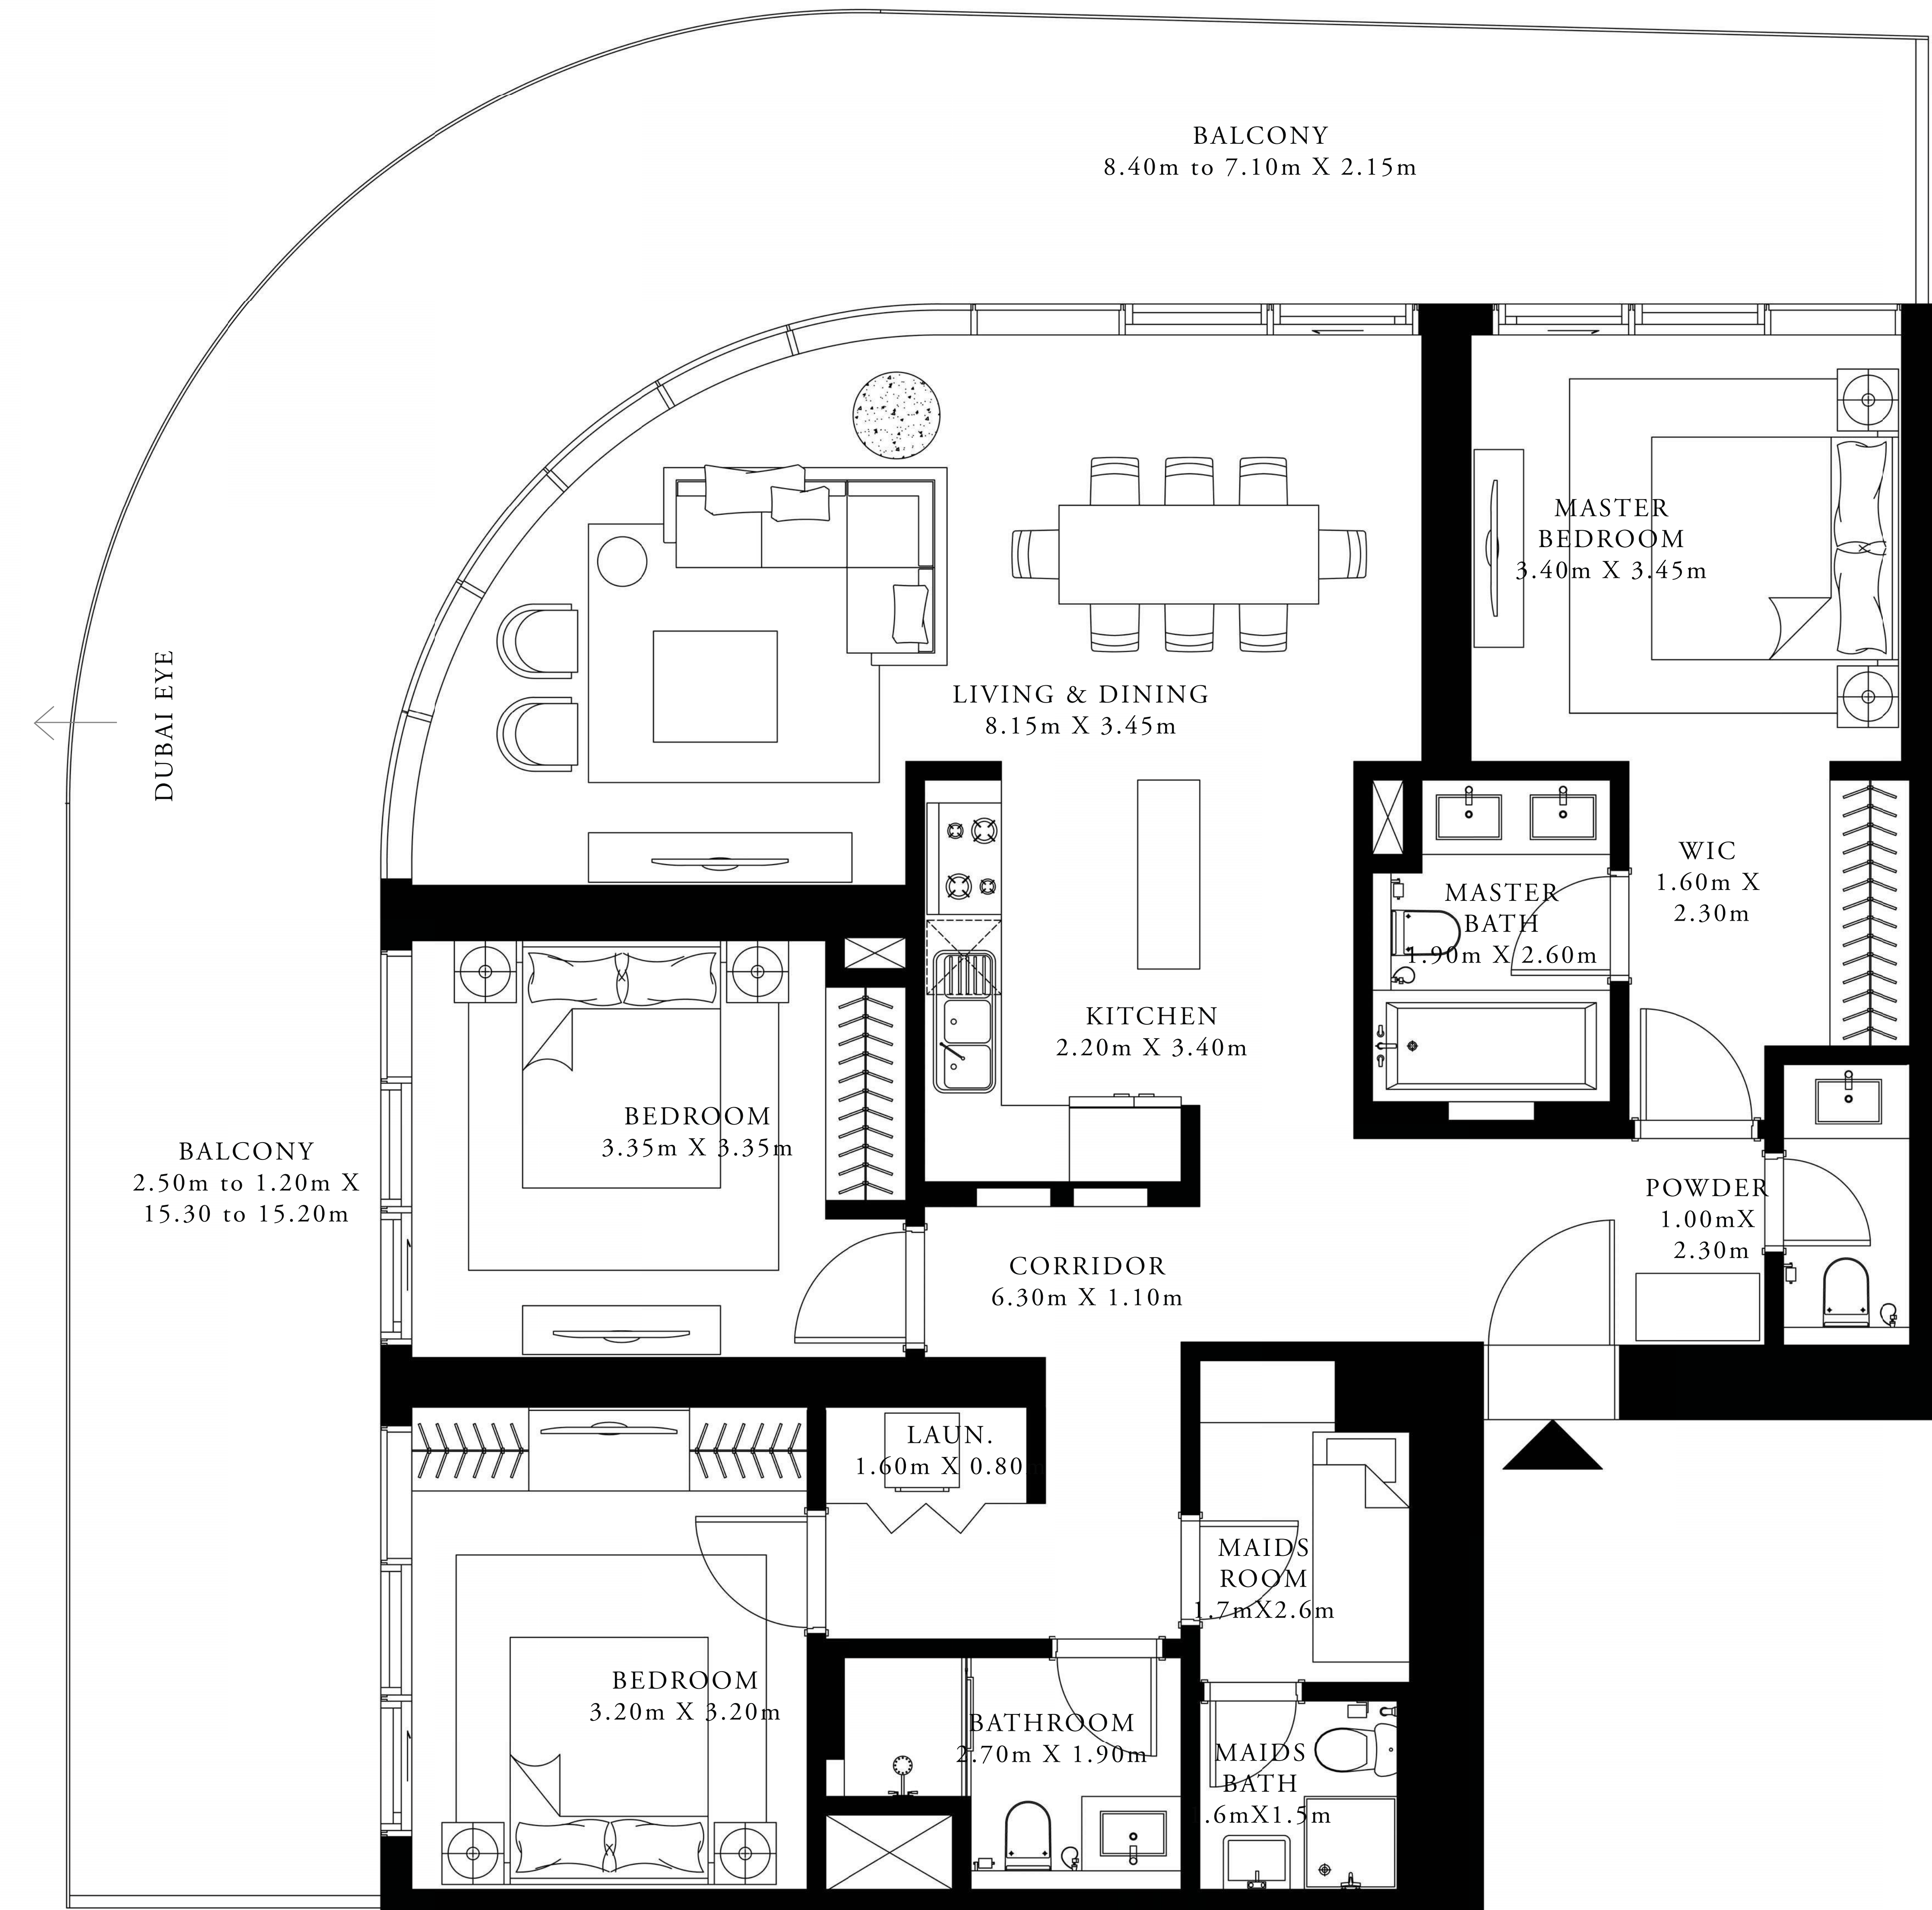 BALCONY
8.40m to 7.10m X 2.15m
MASTER
BEDROOM
3.40m X 3.45m
LIVING & DINING
8.15m X 3.45m
DUBAI EYE
WIC
1.60m X
2.30m
MASTER
BATH
1.90m X 2.60m
KITCHEN
2.20m X 3.40m
BEDROOM
3.35m X 3.35m
BALCONY
2.50m to 1.20m X
15.30 to 15.20m
POWDER
1.00mX
2.30m
CORRIDOR
6.30m X 1.10m
LAUN.
1.60m X 0.80
MAIDS
ROOM
1.7mX2.6m
BEDROOM
3.20m X 3.20m
BATHROOM
2.70m X 1.90m
MAIDS
BATH
.6mX1.5m